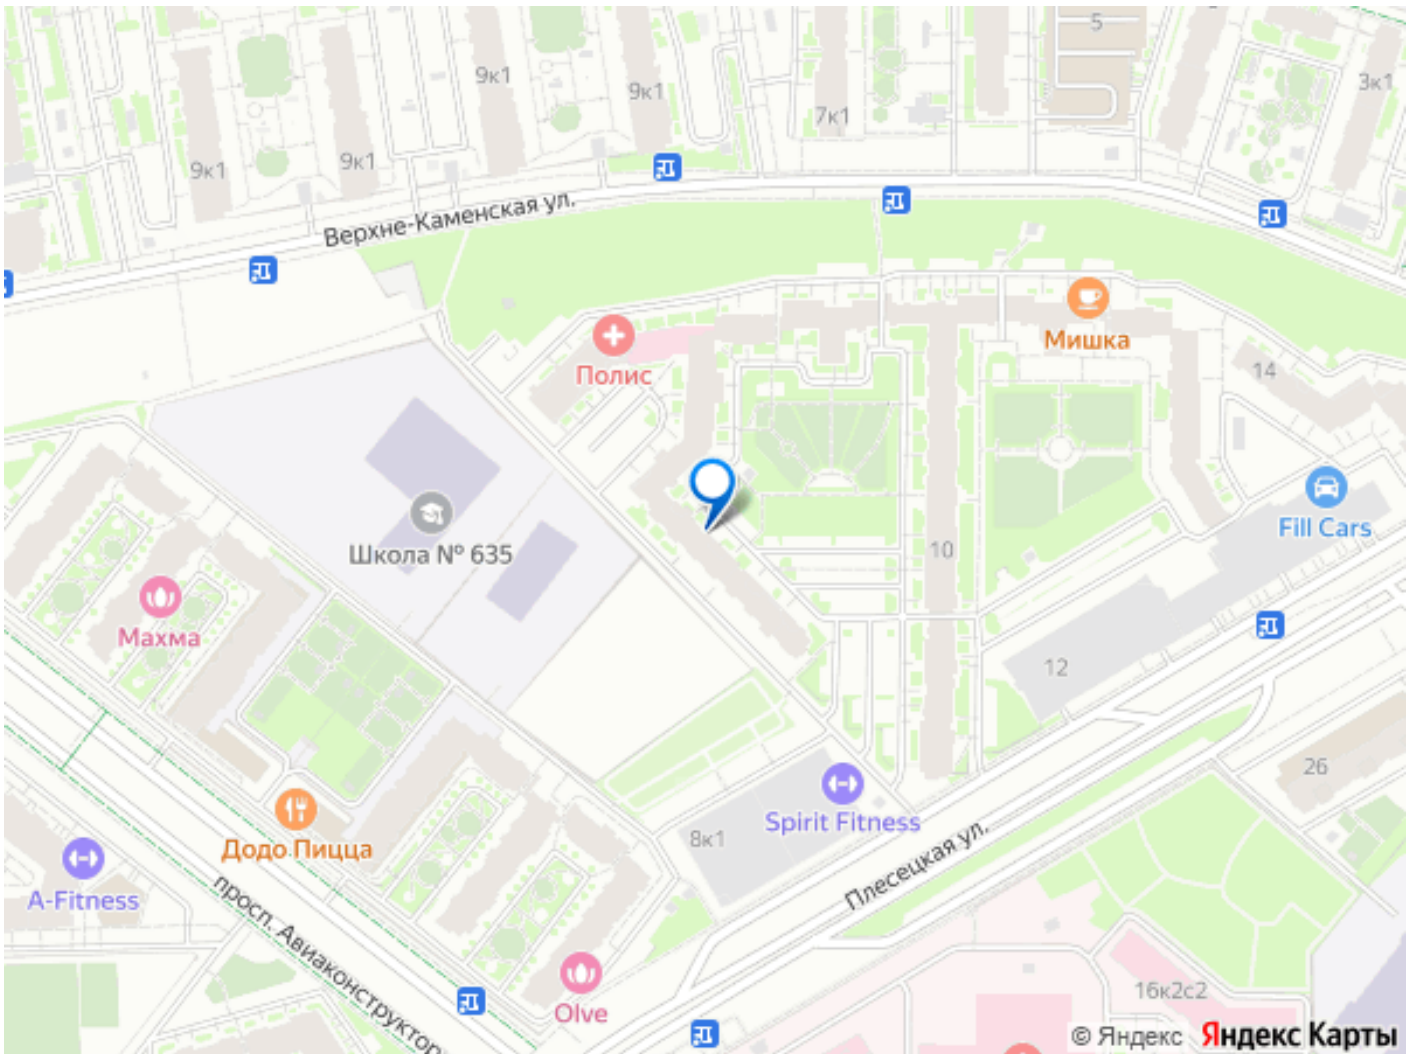 5
9к1
9к1
3к1
7к1
9к1
9к1
Верхне-Каменская ул.
Мишка
Полис
14
Школа № 635
Fill Cars
10
Махма
12
26
Spirit Fitness
8к1
Додо Пицца
Плесецкая ул.
A-Fitness
просп. Авиаконструктор
16к2с2
Olve
© Яндекс Яндекс Карты